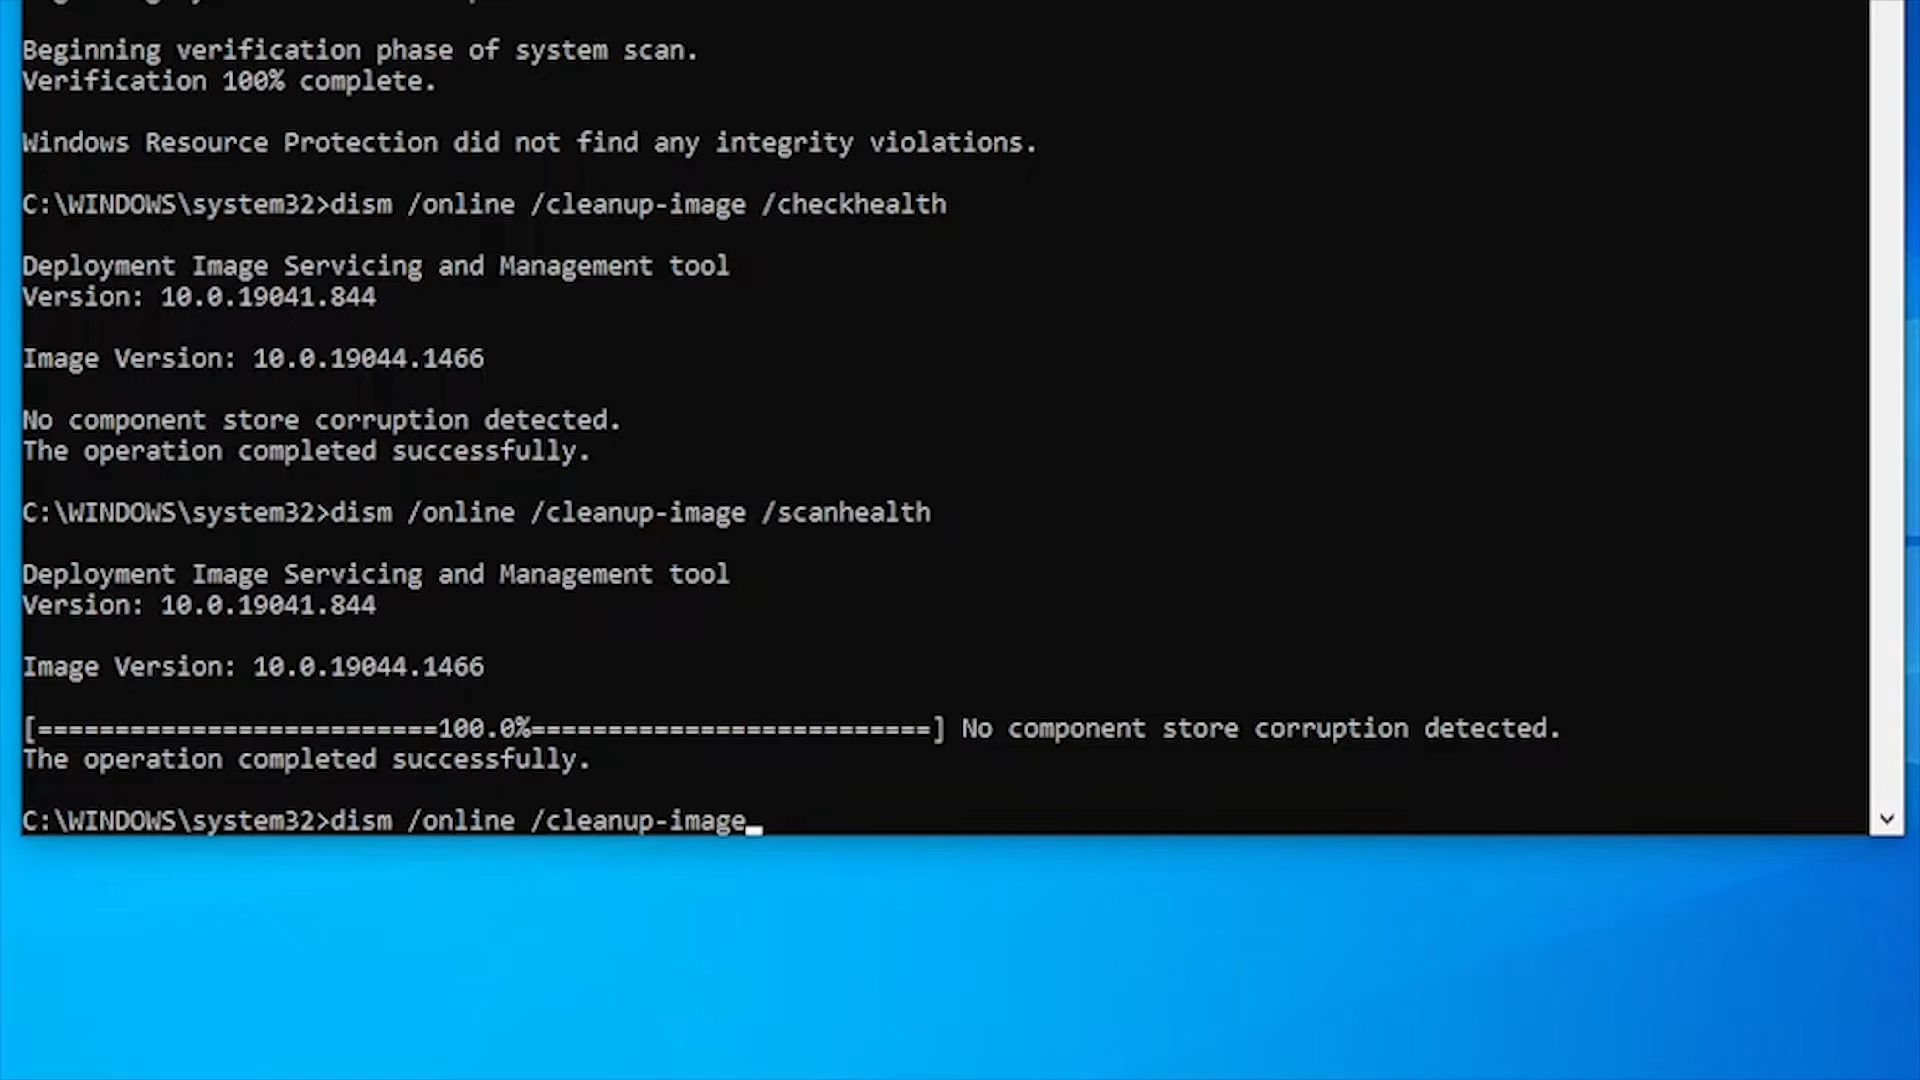 Beginning verification phase of system scan.
Verification 100% complete.
Windows Resource Protection did not find any integrity violations.
C:\WINDOWS\system32>dism /online /cleanup-image /checkhealth
Deployment Image Servicing and Management tool
Version: 10.0.19041.844
Image Version: 10.0.19044.1466
No component store corruption detected.
The operation completed successfully.
C:\WINDOWS\system32>dism /online /cleanup-image /scanhealth
Deployment Image Servicing and Management tool
Version: 10.0.19041.844
Image Version: 10.0.19044.1466
[==========================100.0%==========================] No component store corruption detected.
The operation completed successfully.
C:\WINDOWS\system32>dism /online /cleanup-image